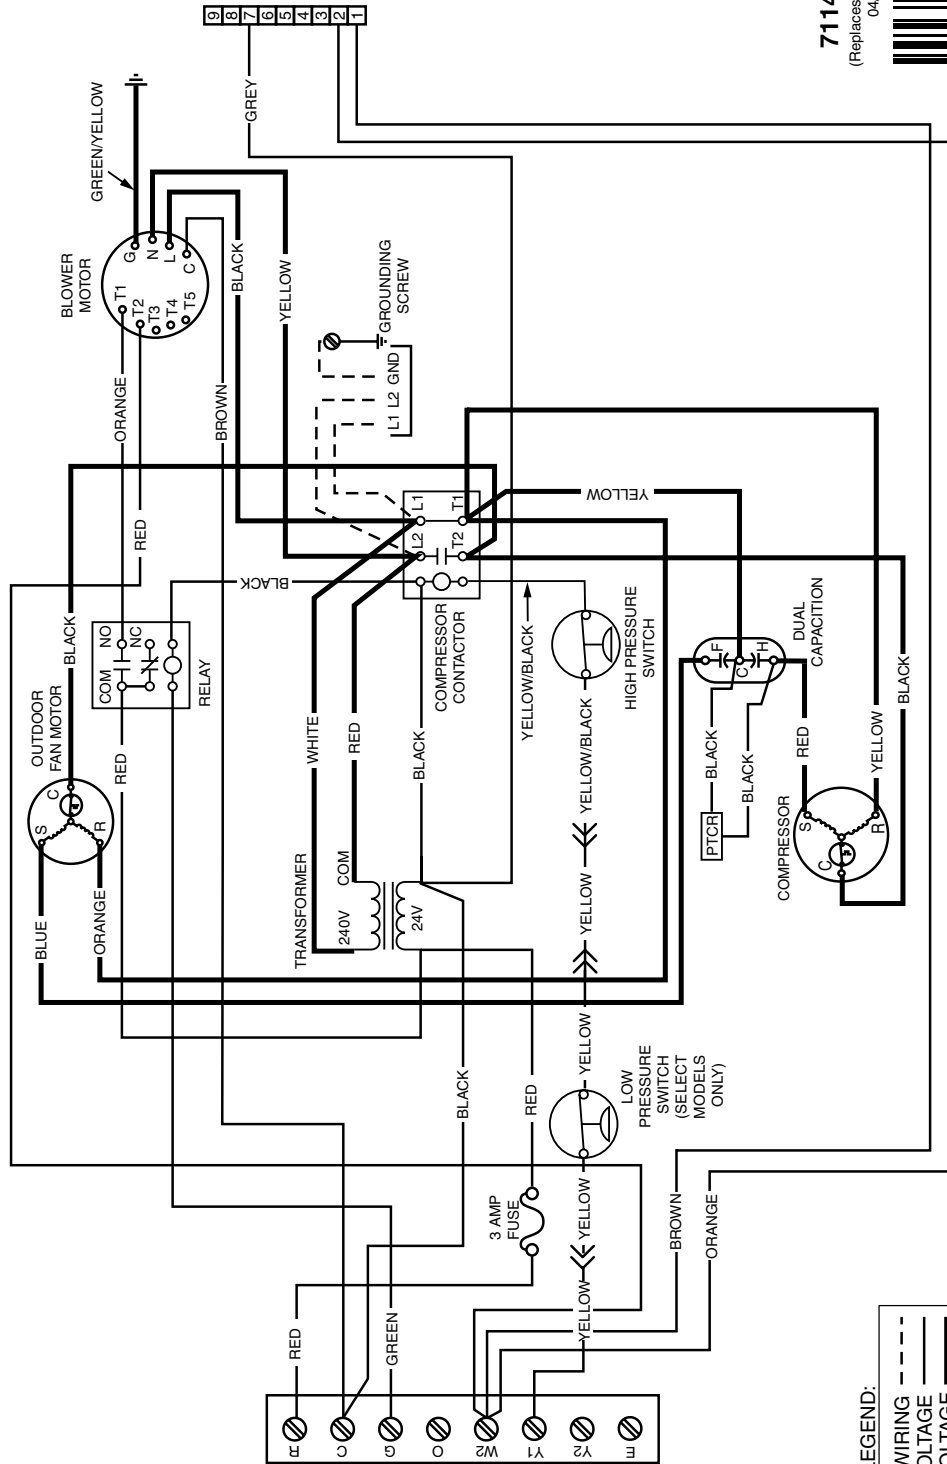 9
8
7
6
5
4
3
2
1
7114
(Replaces
04
GREY
GREEN/YELLOW
BLOWER
MOTOR
G
N
L
C
T1
T2
T3
T4
T5
BLACK
YELLOW
GROUNDING
SCREW
L1 L2 GND
ORANGE
RED
BROWN
BLACK
YELLOW
L1
L2
T1
T2
COMPRESSOR
CONTACTOR
NO
NC
COM
RELAY
BLACK
OUTDOOR
FAN MOTOR
C
S
R
RED
WHITE
RED
BLACK
YELLOW/BLACK
HIGH PRESSURE
SWITCH
YELLOW/BLACK
F
C
H
DUAL
CAPACITION
BLACK
BLACK
RED
YELLOW
BLACK
PTCR
COMPRESSOR
S
R
C
TRANSFORMER
240V
COM
24V
BLUE
ORANGE
YELLOW
YELLOW
LOW
PRESSURE
SWITCH
(SELECT
MODELS
ONLY)
BLACK
RED
3 AMP
FUSE
YELLOW
YELLOW
BROWN
ORANGE
RED
GREEN
R
C
G
O
W2
Y1
Y2
E
LEGEND:
WIRING
OLTAGE
OLTAGE